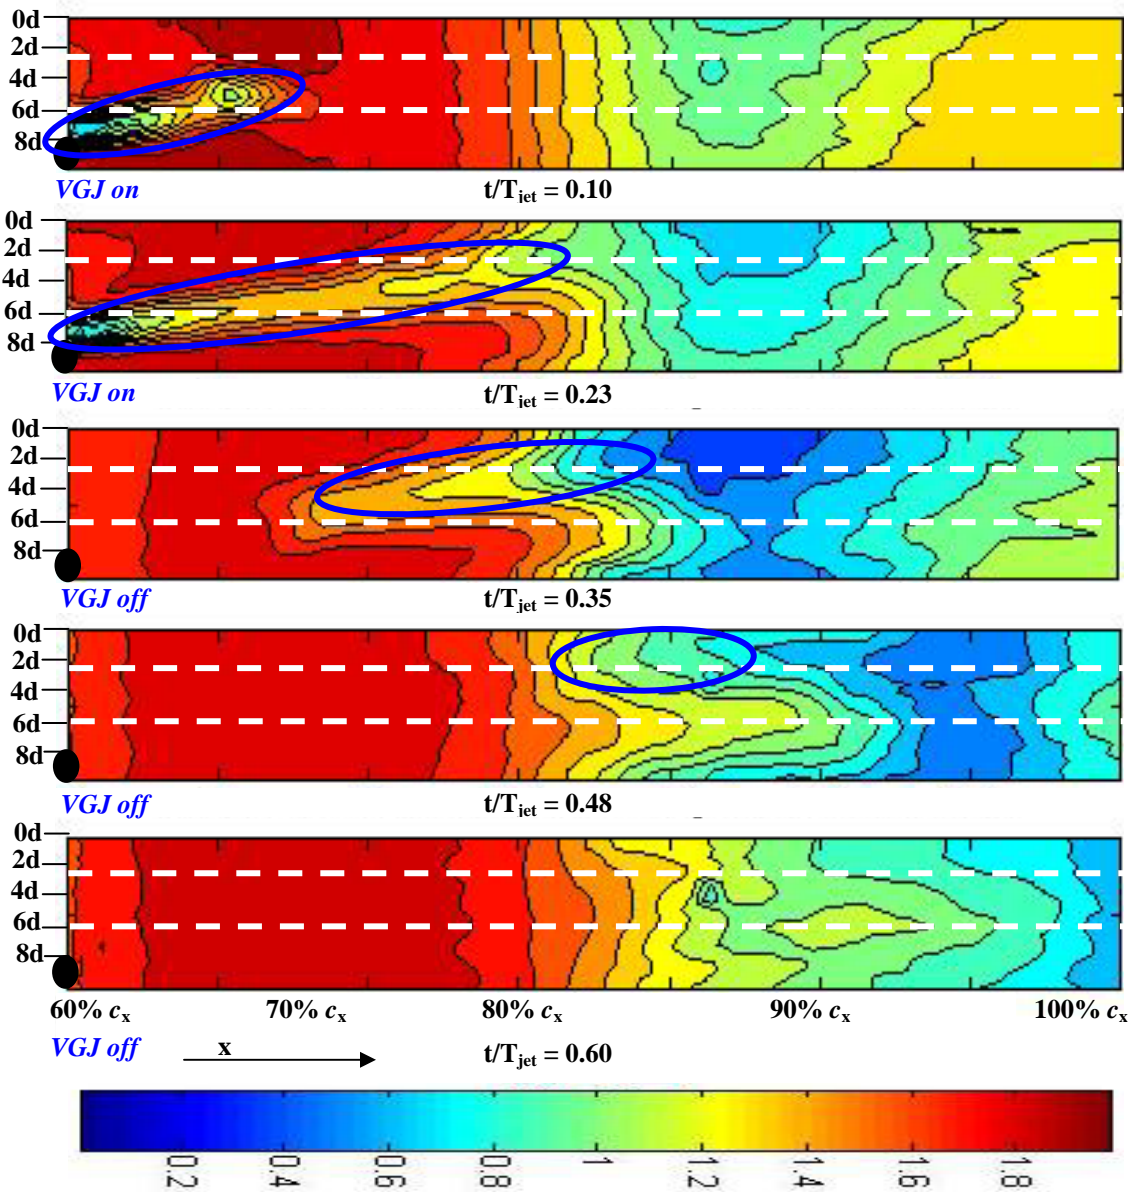 0d
2d
4d
6d
8d
VGJ on t/Tjet = 0.10
0d
2d
4d
6d
8d
VGJ on t/Tjet = 0.23
0d
2d
4d
6d
8d
VGJ off t/Tjet = 0.35
0d
2d
4d
6d
8d
VGJ off t/Tjet = 0.48
0d
2d
4d
6d
8d
60% cx 70% cx 80% cx 90% cx 100% cx
VGJ off x t/Tjet = 0.60
0.2 0.4 0.6 0.8 1 1.2 1.4 1.6 1.8